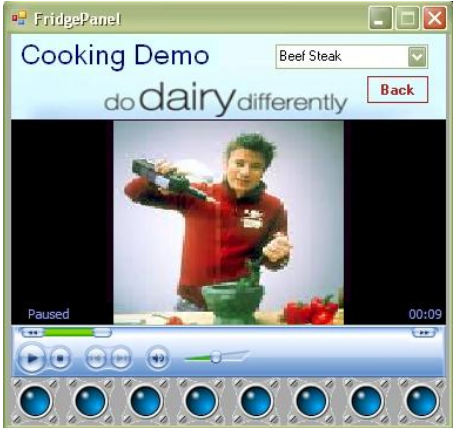 FridgePanel
Cooking Demo
Beef Steak
do dairy differently
Back
Paused
00:09